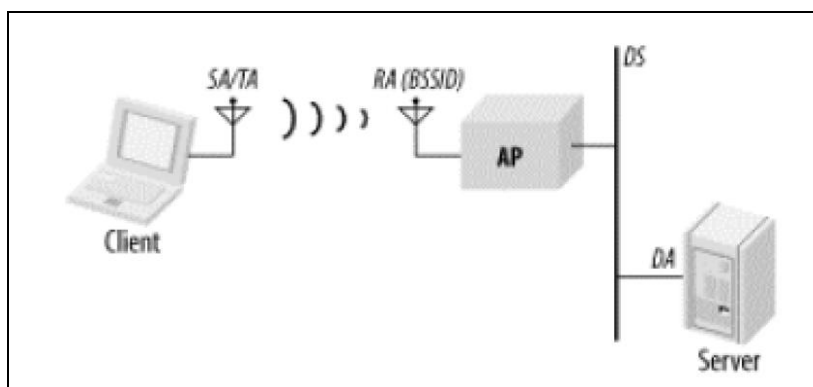 SA/TA
RA (BSSID)
DS
AP
Client
DA
Server